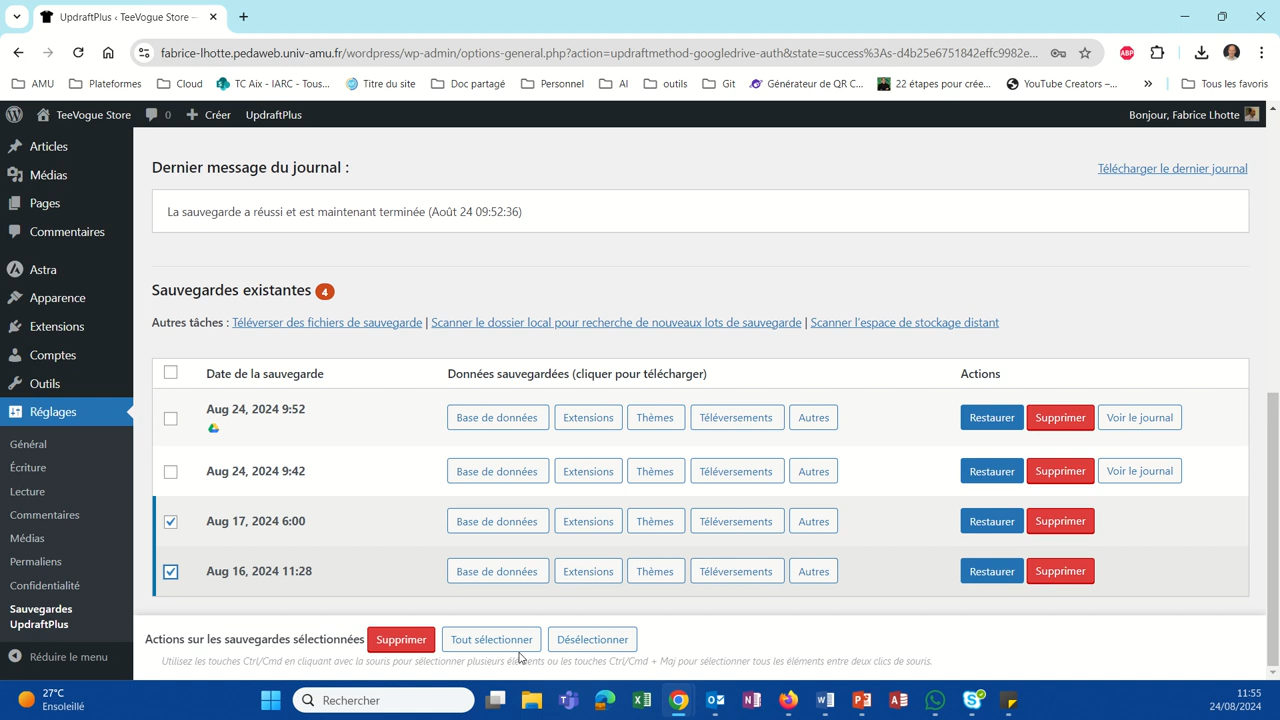 UpdraftPlus ‹ TeeVogue Store –
fabrice-lhotte.pedaweb.univ-amu.fr/wordpress/wp-admin/options-general.php?action=updraftmethod-googledrive-auth&state=success%3As-d4b25e6751842effc9982e...
ABP
AMU Plateformes Cloud TC Aix - IARC - Tous... Titre du site Doc partagé Personnel AI outils Git Générateur de QR C... 22 étapes pour crée... YouTube Creators –... » Tous les favoris
TeeVogue Store 0 Créer UpdraftPlus Bonjour, Fabrice Lhotte
Articles
Médias
Pages
Commentaires
Astra
Apparence
Extensions
Comptes
Outils
Réglages
Général
Écriture
Lecture
Commentaires
Médias
Permaliens
Confidentialité
Sauvegardes
UpdraftPlus
Réduire le menu
Dernier message du journal :
Télécharger le dernier journal
La sauvegarde a réussi et est maintenant terminée (Août 24 09:52:36)
Sauvegardes existantes 4
Autres tâches : Téléverser des fichiers de sauvegarde | Scanner le dossier local pour recherche de nouveaux lots de sauvegarde | Scanner l’espace de stockage distant
Date de la sauvegarde Données sauvegardées (cliquer pour télécharger) Actions
Aug 24, 2024 9:52 Base de données Extensions Thèmes Téléversements Autres Restaurer Supprimer Voir le journal
Aug 24, 2024 9:42 Base de données Extensions Thèmes Téléversements Autres Restaurer Supprimer Voir le journal
Aug 17, 2024 6:00 Base de données Extensions Thèmes Téléversements Autres Restaurer Supprimer
Aug 16, 2024 11:28 Base de données Extensions Thèmes Téléversements Autres Restaurer Supprimer
Actions sur les sauvegardes sélectionnées Supprimer Tout sélectionner Désélectionner
Utilisez les touches Ctrl/Cmd en cliquant avec la souris pour sélectionner plusieurs éléments ou les touches Ctrl/Cmd + Maj pour sélectionner tous les éléments entre deux clics de souris.
27°C
Ensoleillé
Rechercher
11:55
24/08/2024